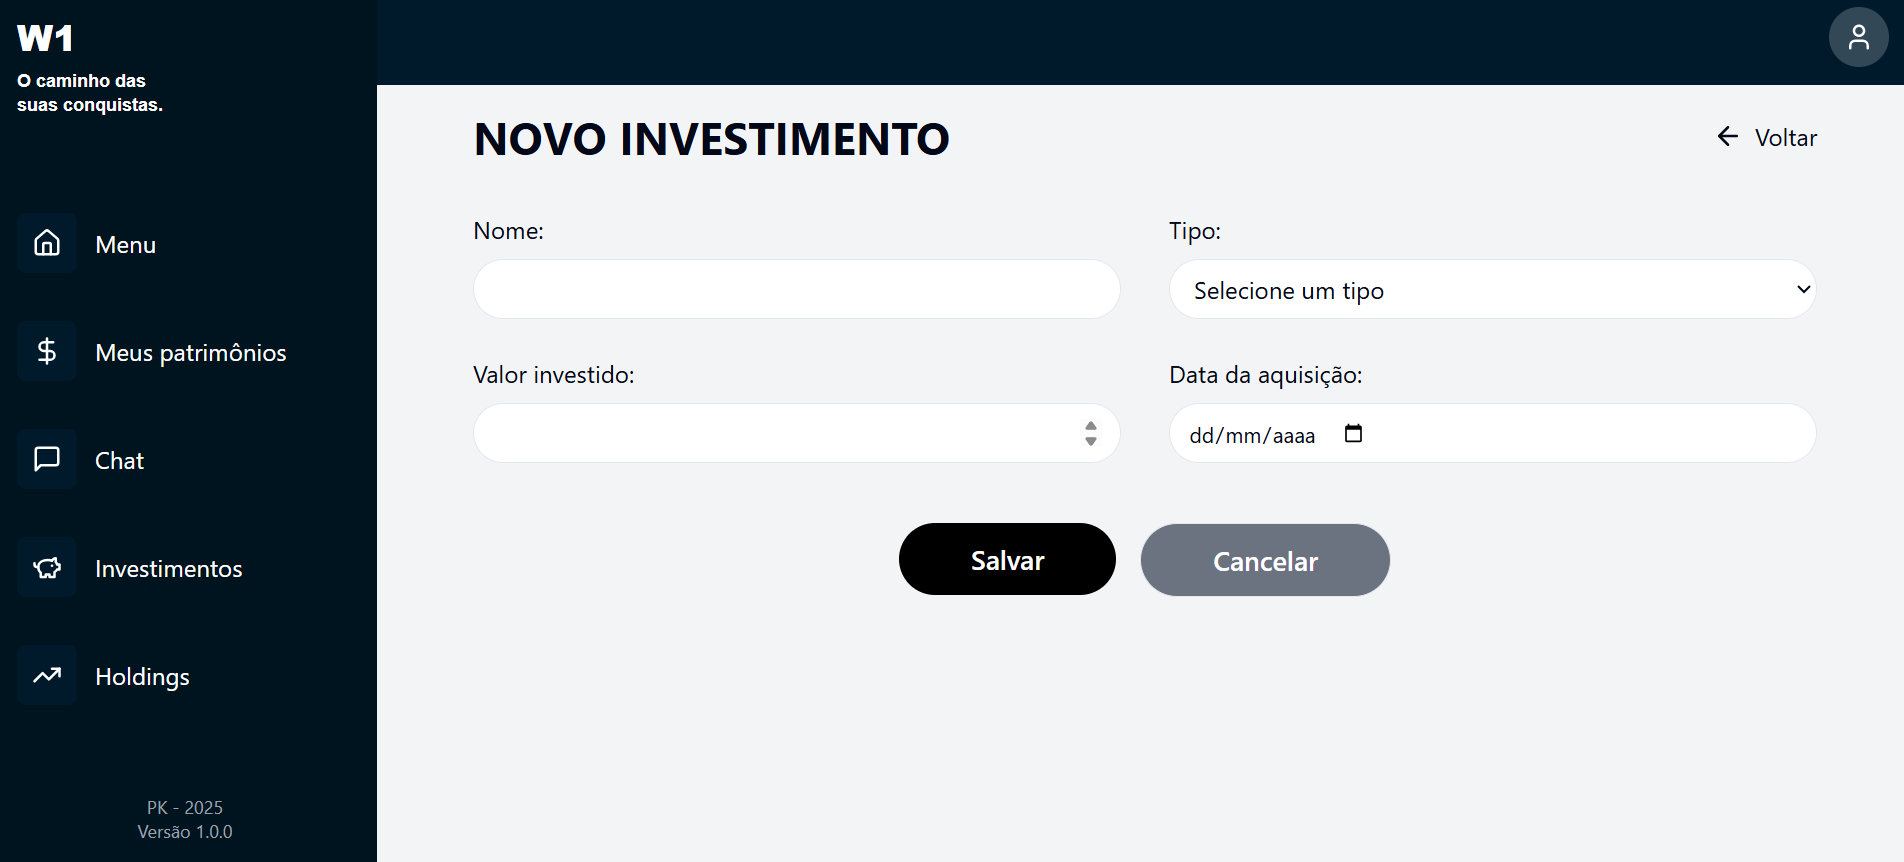 W1
O caminho das
suas conquistas.
Menu
Meus patrimônios
Chat
Investimentos
Holdings
PK - 2025
Versão 1.0.0
NOVO INVESTIMENTO
Voltar
Nome:
Tipo:
Selecione um tipo
Valor investido:
Data da aquisição:
dd/mm/aaaa
Salvar
Cancelar